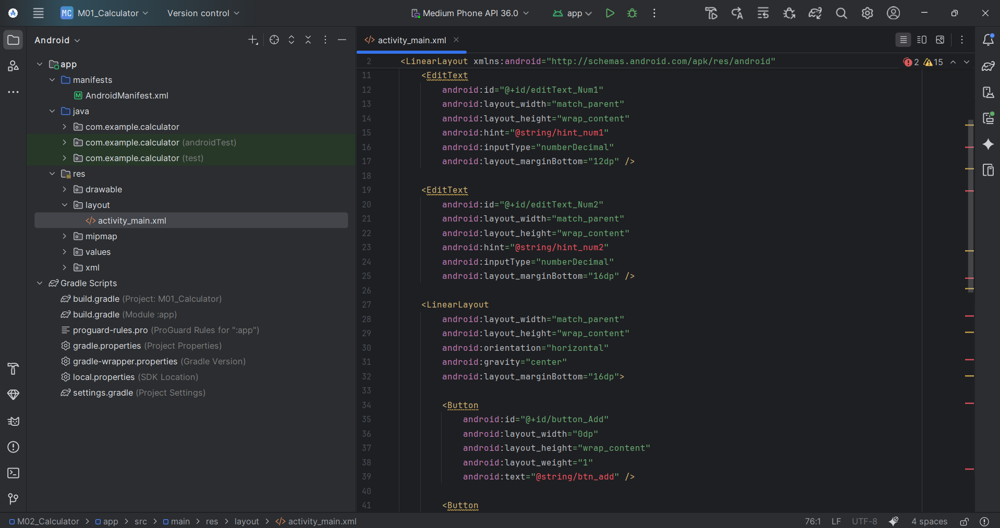 MC M01_Calculator Version control Medium Phone API 36.0 app
Android
app
manifests
M AndroidManifest.xml
java
com.example.calculator
com.example.calculator (androidTest)
com.example.calculator (test)
res
drawable
layout
</> activity_main.xml
mipmap
values
xml
Gradle Scripts
build.gradle (Project: M01_Calculator)
build.gradle (Module :app)
proguard-rules.pro (ProGuard Rules for ":app")
gradle.properties (Project Properties)
gradle-wrapper.properties (Gradle Version)
local.properties (SDK Location)
settings.gradle (Project Settings)
</> activity_main.xml
2 <LinearLayout xmlns:android="http://schemas.android.com/apk/res/android" 2 15
11 <EditText
12 android:id="@+id/editText_Num1"
13 android:layout_width="match_parent"
14 android:layout_height="wrap_content"
15 android:hint="@string/hint_num1"
16 android:inputType="numberDecimal"
17 android:layout_marginBottom="12dp" />
18
19 <EditText
20 android:id="@+id/editText_Num2"
21 android:layout_width="match_parent"
22 android:layout_height="wrap_content"
23 android:hint="@string/hint_num2"
24 android:inputType="numberDecimal"
25 android:layout_marginBottom="16dp" />
26
27 <LinearLayout
28 android:layout_width="match_parent"
29 android:layout_height="wrap_content"
30 android:orientation="horizontal"
31 android:gravity="center"
32 android:layout_marginBottom="16dp">
33
34 <Button
35 android:id="@+id/button_Add"
36 android:layout_width="0dp"
37 android:layout_height="wrap_content"
38 android:layout_weight="1"
39 android:text="@string/btn_add" />
40
41 <Button
M02_Calculator > app > src > main > res > layout > </> activity_main.xml 76:1 LF UTF-8 4 spaces